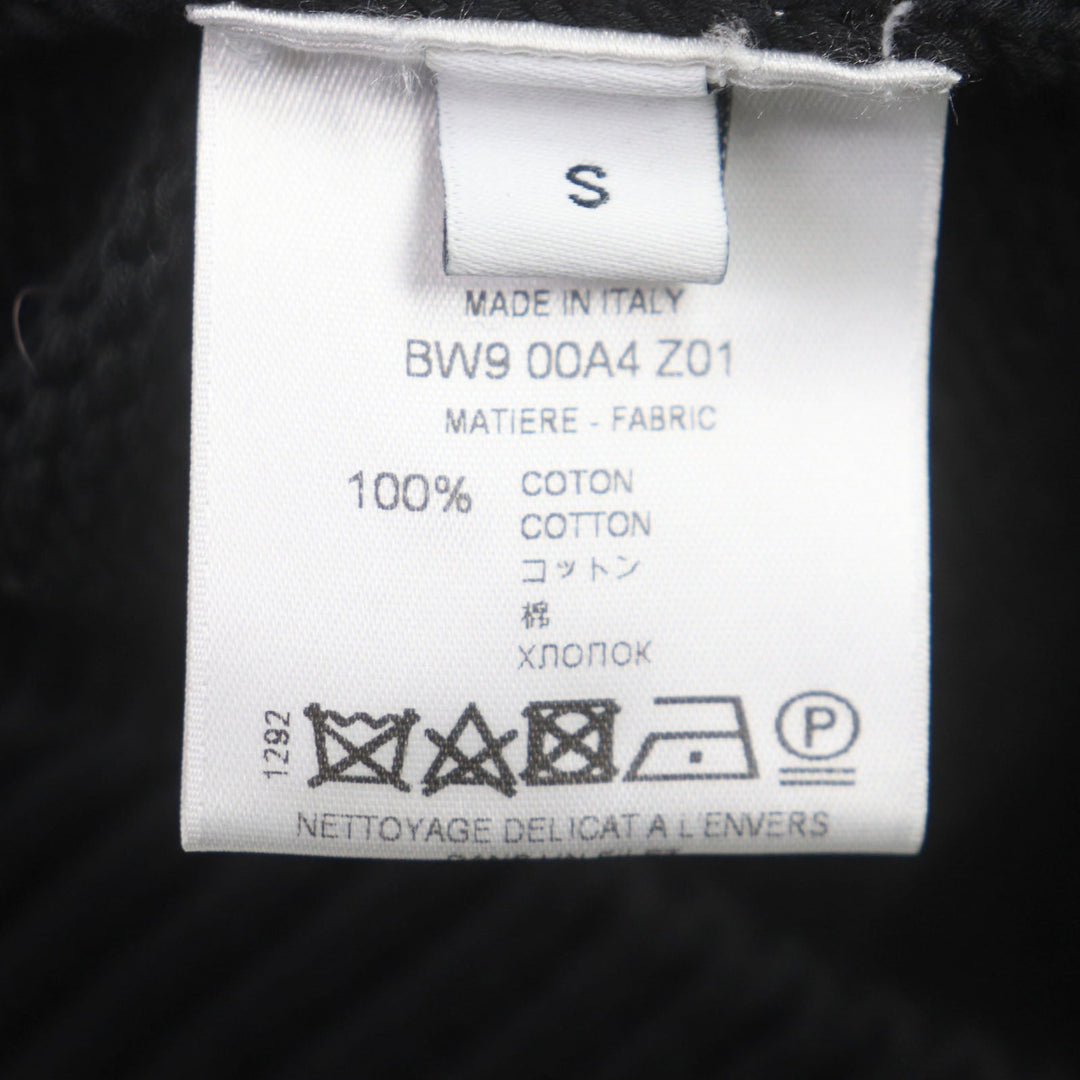 S
MADE IN ITALY
BW9 00A4 Z01
MATIERE - FABRIC
100% COTON
COTTON
コットン
棉
ХЛОПОК
1292
P
NETTOYAGE DELICAT A L'ENVERS